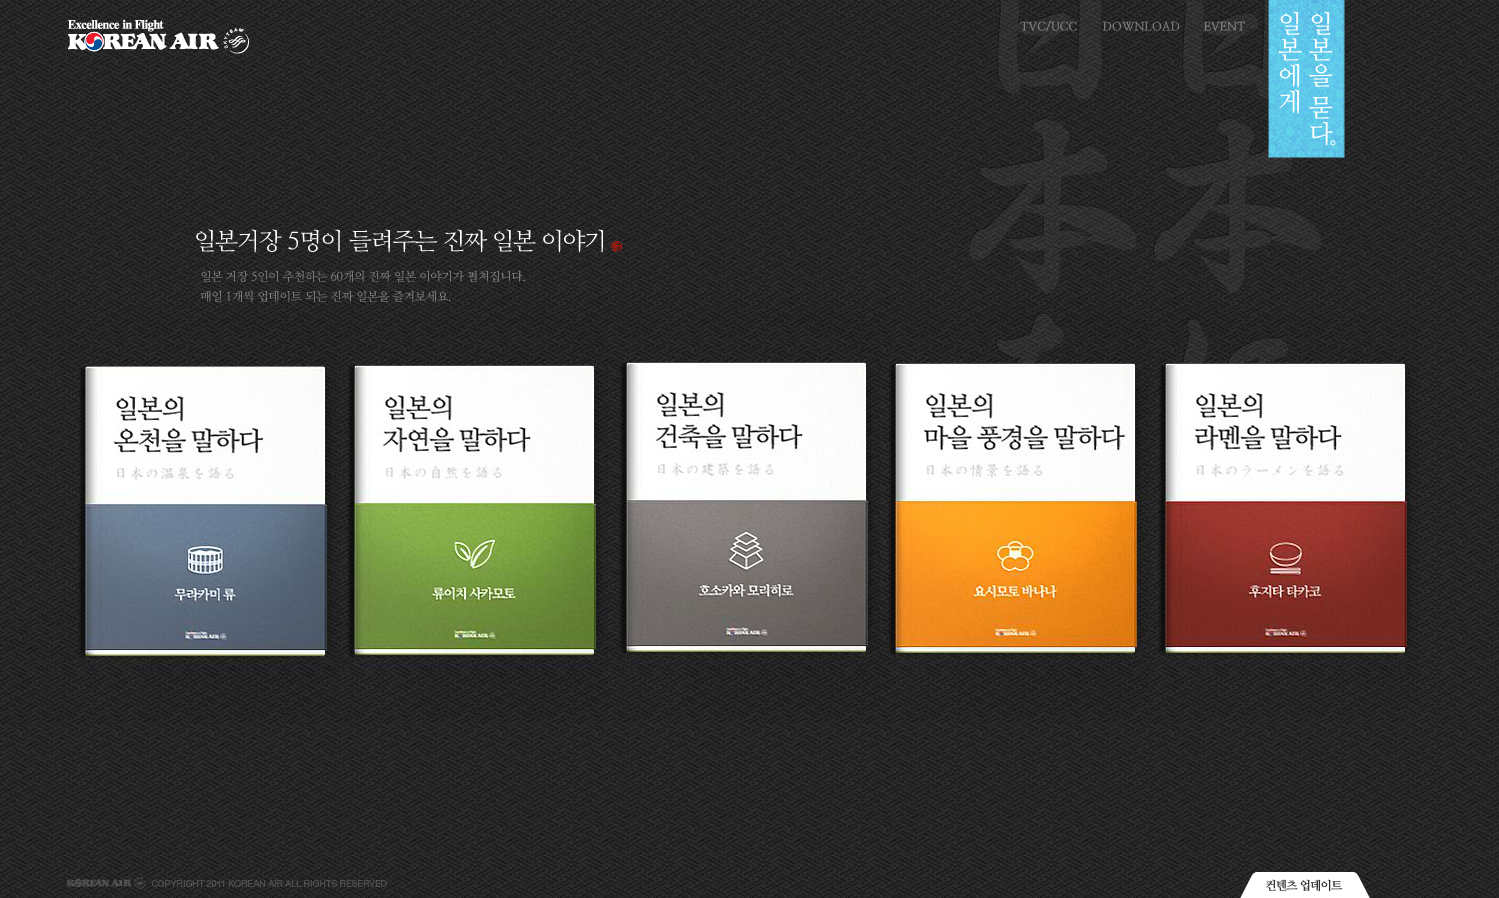 Excellence in Flight
KOREAN AIR
SKYTEAM
TVC/UCC
DOWNLOAD
EVENT
일본을 묻다。
일본에게
日本
日本
일본거장 5명이 들려주는 진짜 일본 이야기
일본 거장 5인이 추천하는 60개의 진짜 일본 이야기가 펼쳐집니다.
매일 1개씩 업데이트 되는 진짜 일본을 즐겨보세요.
일본의
온천을 말하다
日本の温泉を語る
무라카미 류
KOREAN AIR
일본의
자연을 말하다
日本の自然を語る
류이치 사카모토
KOREAN AIR
일본의
건축을 말하다
日本の建築を語る
호소카와 모리히로
KOREAN AIR
일본의
마을 풍경을 말하다
日本の情景を語る
요시모토 바나나
KOREAN AIR
일본의
라멘을 말하다
日本のラーメンを語る
후지타 타카코
KOREAN AIR
KOREAN AIR COPYRIGHT 2011 KOREAN AIR ALL RIGHTS RESERVED
컨텐츠 업데이트